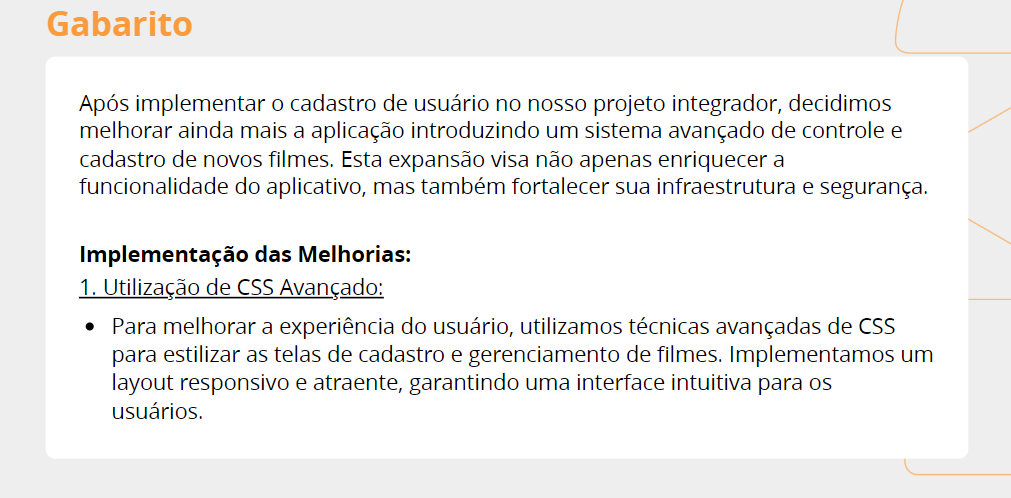 Gabarito
Após implementar o cadastro de usuário no nosso projeto integrador, decidimos
melhorar ainda mais a aplicação introduzindo um sistema avançado de controle e
cadastro de novos filmes. Esta expansão visa não apenas enriquecer a
funcionalidade do aplicativo, mas também fortalecer sua infraestrutura e segurança.
Implementação das Melhorias:
1. Utilização de CSS Avançado:
• Para melhorar a experiência do usuário, utilizamos técnicas avançadas de CSS
para estilizar as telas de cadastro e gerenciamento de filmes. Implementamos um
layout responsivo e atraente, garantindo uma interface intuitiva para os
usuários.